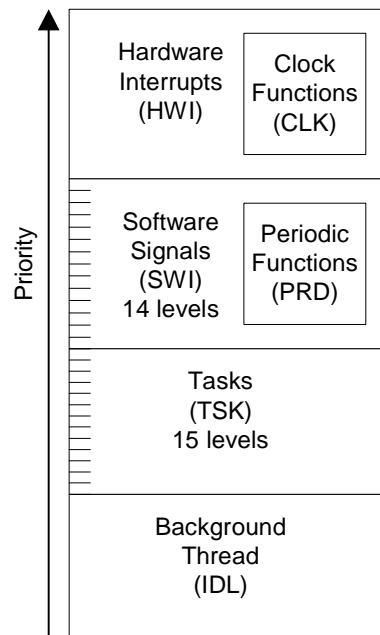 Priority
Hardware
Interrupts
(HWI)
Clock
Functions
(CLK)
Software
Signals
(SWI)
14 levels
Periodic
Functions
(PRD)
Tasks
(TSK)
15 levels
Background
Thread
(IDL)